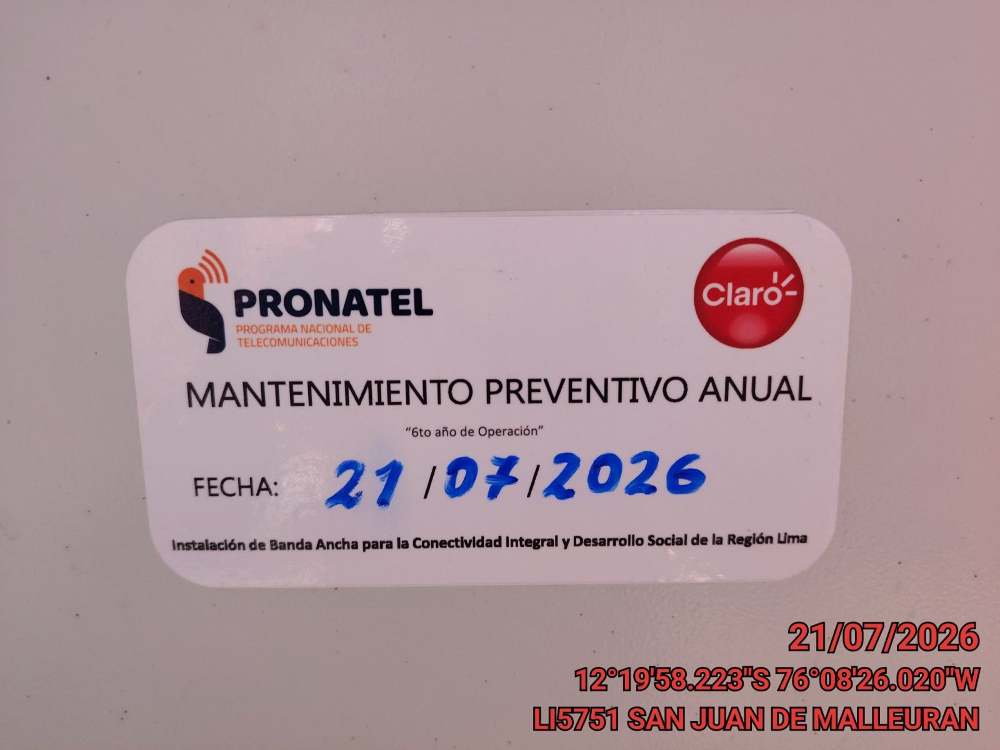 PRONATEL
PROGRAMA NACIONAL DE
TELECOMUNICACIONES
Claro
MANTENIMIENTO PREVENTIVO ANUAL
“6to año de Operación”
FECHA: 21/07/2026
Instalación de Banda Ancha para la Conectividad Integral y Desarrollo Social de la Región Lima
21/07/2026
12°19'58.223"S 76°08'26.020"W
LI5751 SAN JUAN DE MALLEURAN